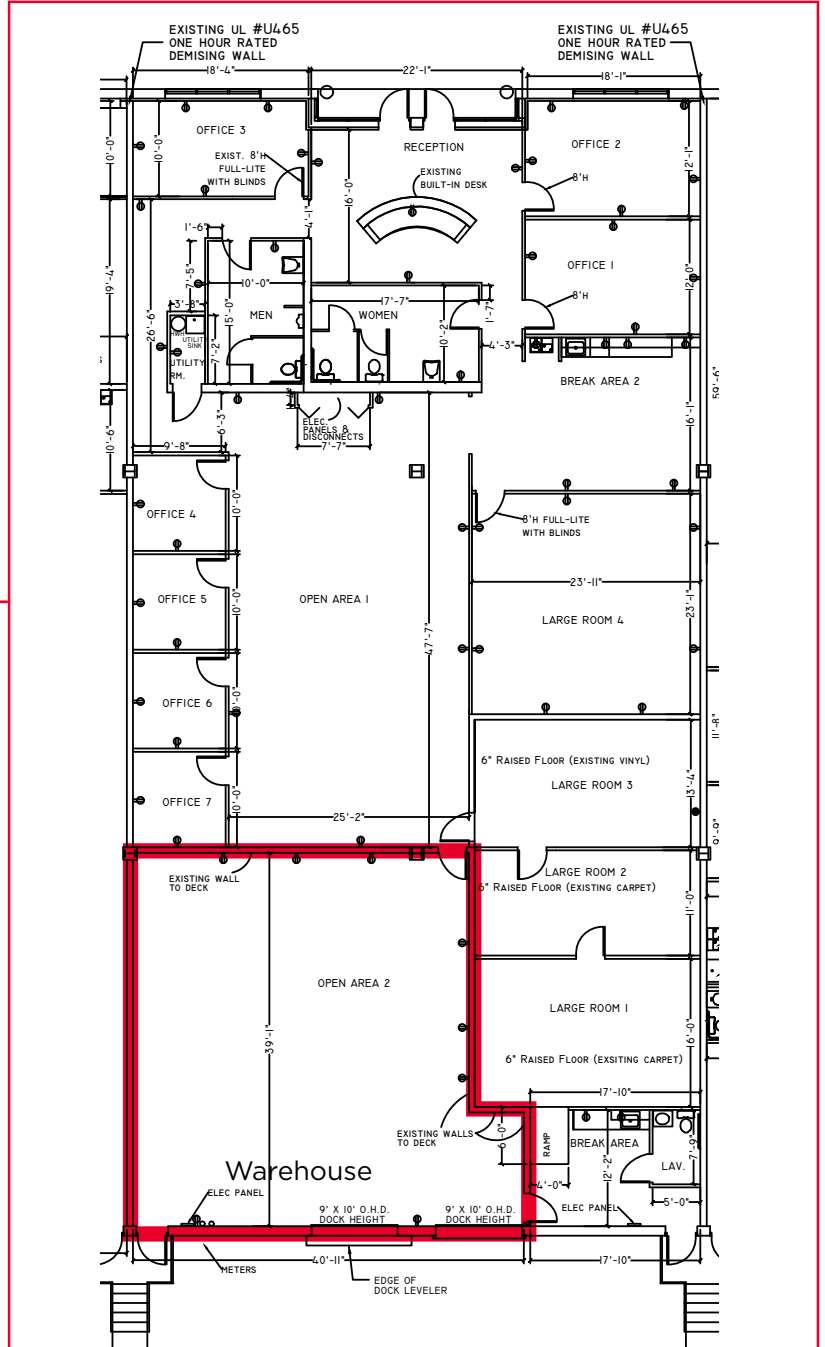 EXISTING UL #U465
ONE HOUR RATED
DEMISING WALL
EXISTING UL #U465
ONE HOUR RATED
DEMISING WALL
18'-4"
22'-1"
18'-1"
OFFICE 3
10'-0"
10'-0"
EXIST. 8'H
FULL-LITE
WITH BLINDS
RECEPTION
EXISTING
BUILT-IN DESK
16'-0"
4'-1"
OFFICE 2
12'-1"
8'H
OFFICE 1
12'-0"
8'H
1'-6"
7'-5"
19'-4"
26'-6"
3'-8"
10'-0"
15'-0"
MEN
7'-2"
HWH
UTILITY
SINK
UTILITY
RM.
17'-7"
WOMEN
10'-2"
1'-7"
4'-3"
BREAK AREA 2
16'-1"
59'-6"
10'-6"
9'-8"
6'-3"
ELEC.
PANELS &
DISCONNECTS
7'-7"
OFFICE 4
10'-0"
8'H FULL-LITE
WITH BLINDS
OFFICE 5
10'-0"
OPEN AREA 1
47'-7"
23'-11"
23'-1"
LARGE ROOM 4
OFFICE 6
OFFICE 7
10'-0"
25'-2"
6" RAISED FLOOR (EXISTING VINYL)
LARGE ROOM 3
13'-4"
11'-8"
9'-9"
EXISTING WALL
TO DECK
LARGE ROOM 2
6" RAISED FLOOR (EXISTING CARPET)
11'-0"
OPEN AREA 2
39'-1"
LARGE ROOM 1
16'-0"
6" RAISED FLOOR (EXSITING CARPET)
17'-10"
EXISTING WALLS
TO DECK
6'-0"
RAMP
BREAK AREA
12'-2"
7'-9"
LAV.
4'-0"
5'-0"
Warehouse
ELEC PANEL
9' X 10' O.H.D.
DOCK HEIGHT
9' X 10' O.H.D.
DOCK HEIGHT
ELEC PANEL
METERS
40'-11"
17'-10"
EDGE OF
DOCK LEVELER